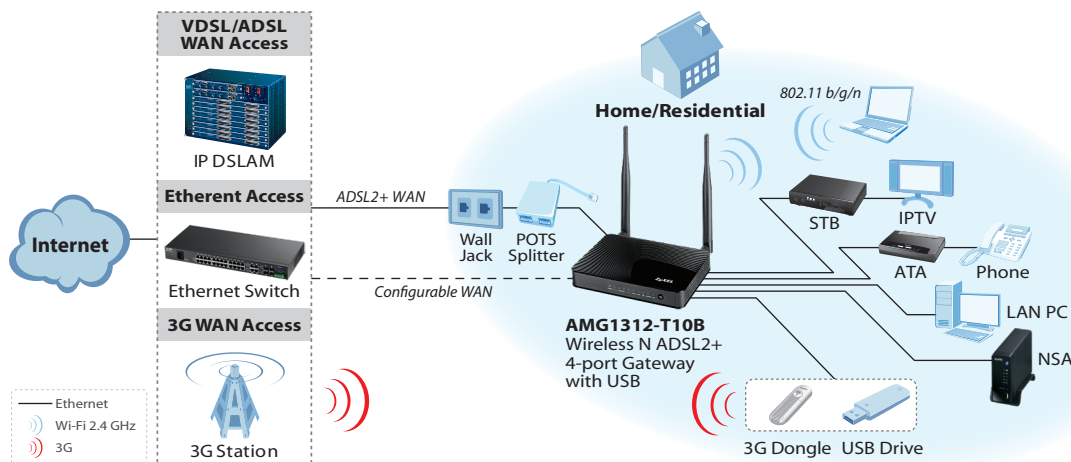 VDSL/ADSL
WAN Access
IP DSLAM
Etherent Access
Ethernet Switch
3G WAN Access
3G Station
Internet
Ethernet
Wi-Fi 2.4 GHz
3G
ADSL2+ WAN
Configurable WAN
Wall
Jack
POTS
Splitter
Home/Residential
802.11 b/g/n
ZyXEL
AMG1312-T10B
Wireless N ADSL2+
4-port Gateway
with USB
STB
IPTV
ATA
Phone
LAN PC
NSA
3G Dongle
USB Drive